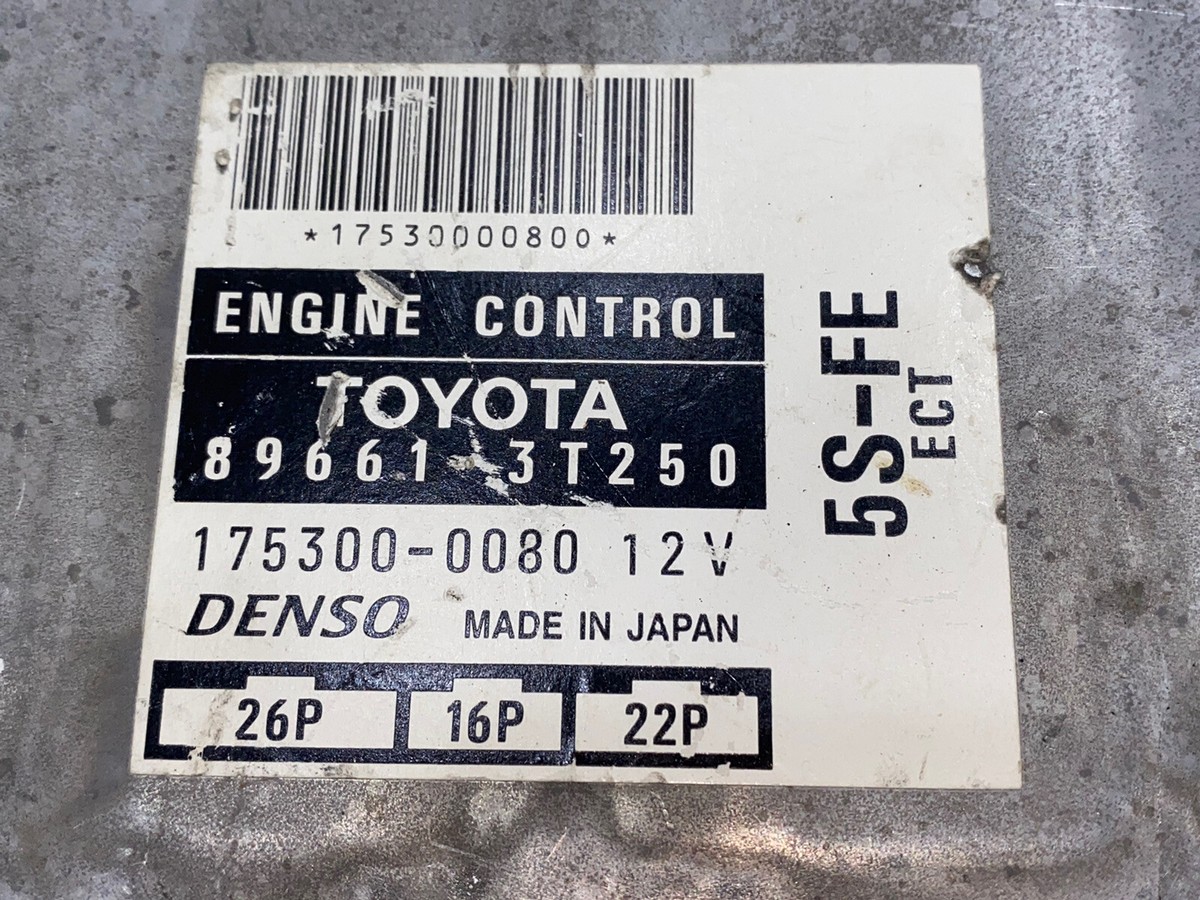 *17530000800*
ENGINE CONTROL
TOYOTA
89661-3T250
175300-0080 12V
DENSO MADE IN JAPAN
26P 16P 22P
5S-FE
ECT